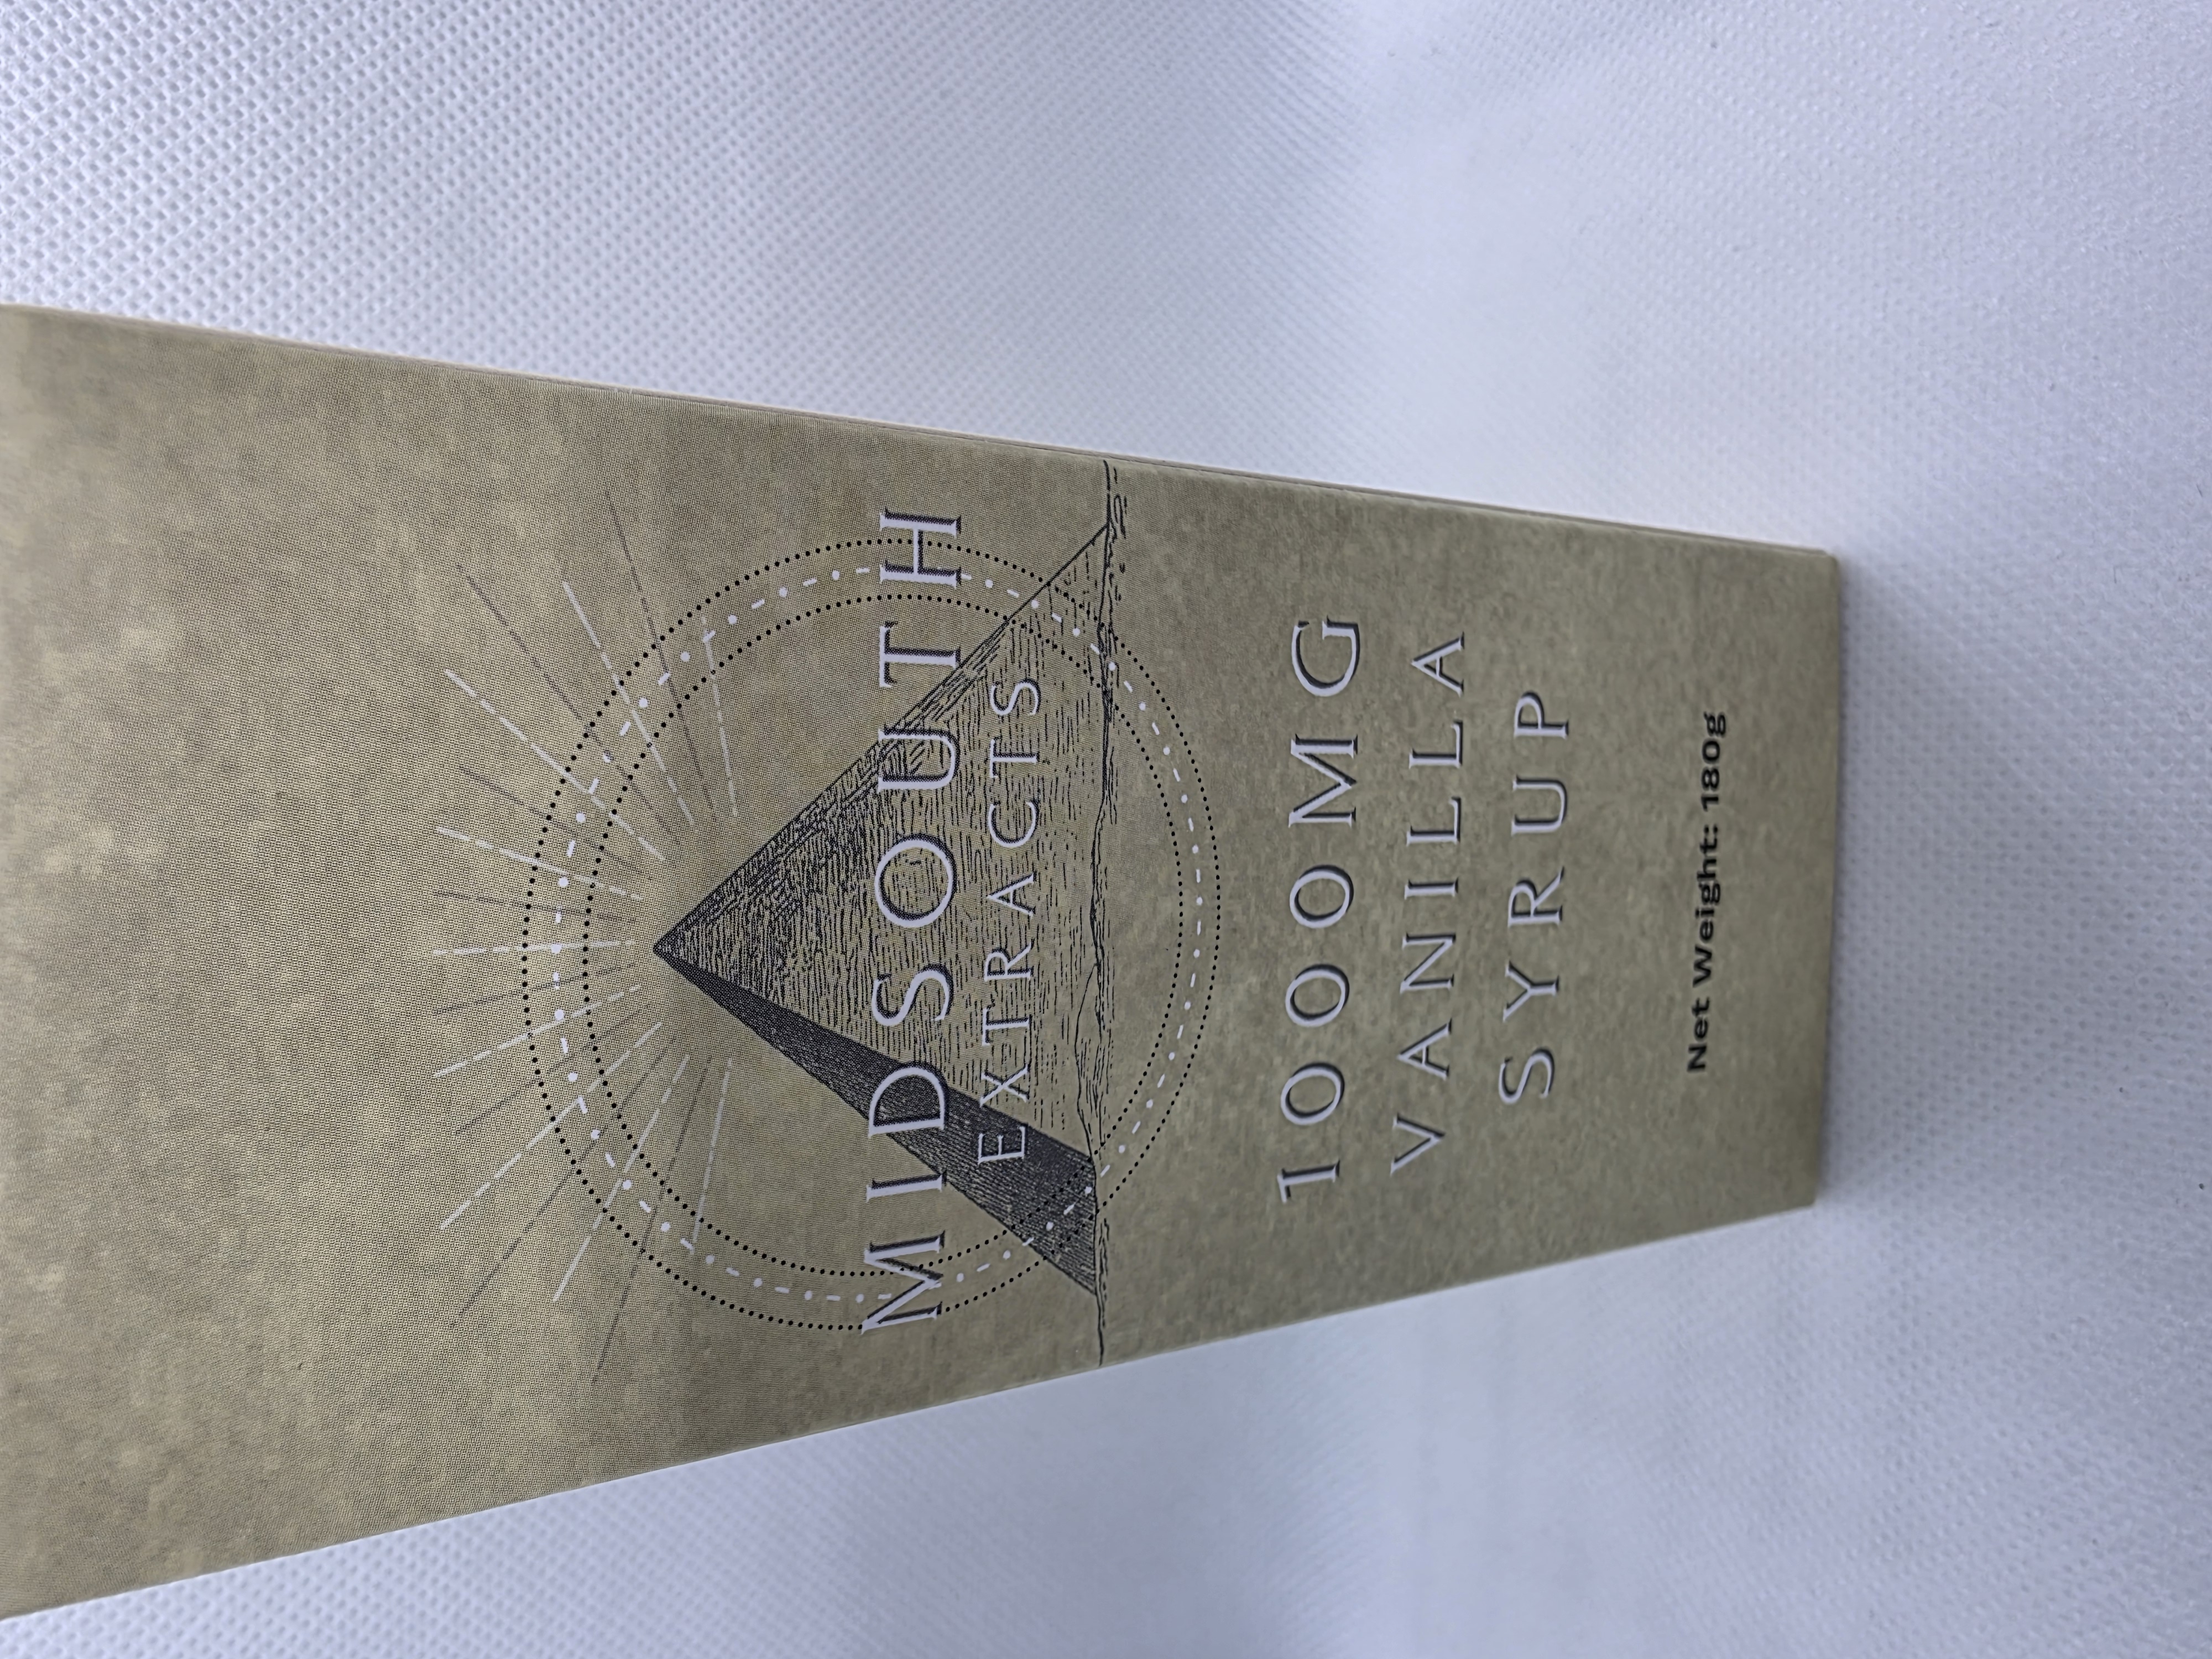 MIDSOUTH
EXTRACTS
1000MG
VANILLA
SYRUP
Net Weight: 180g